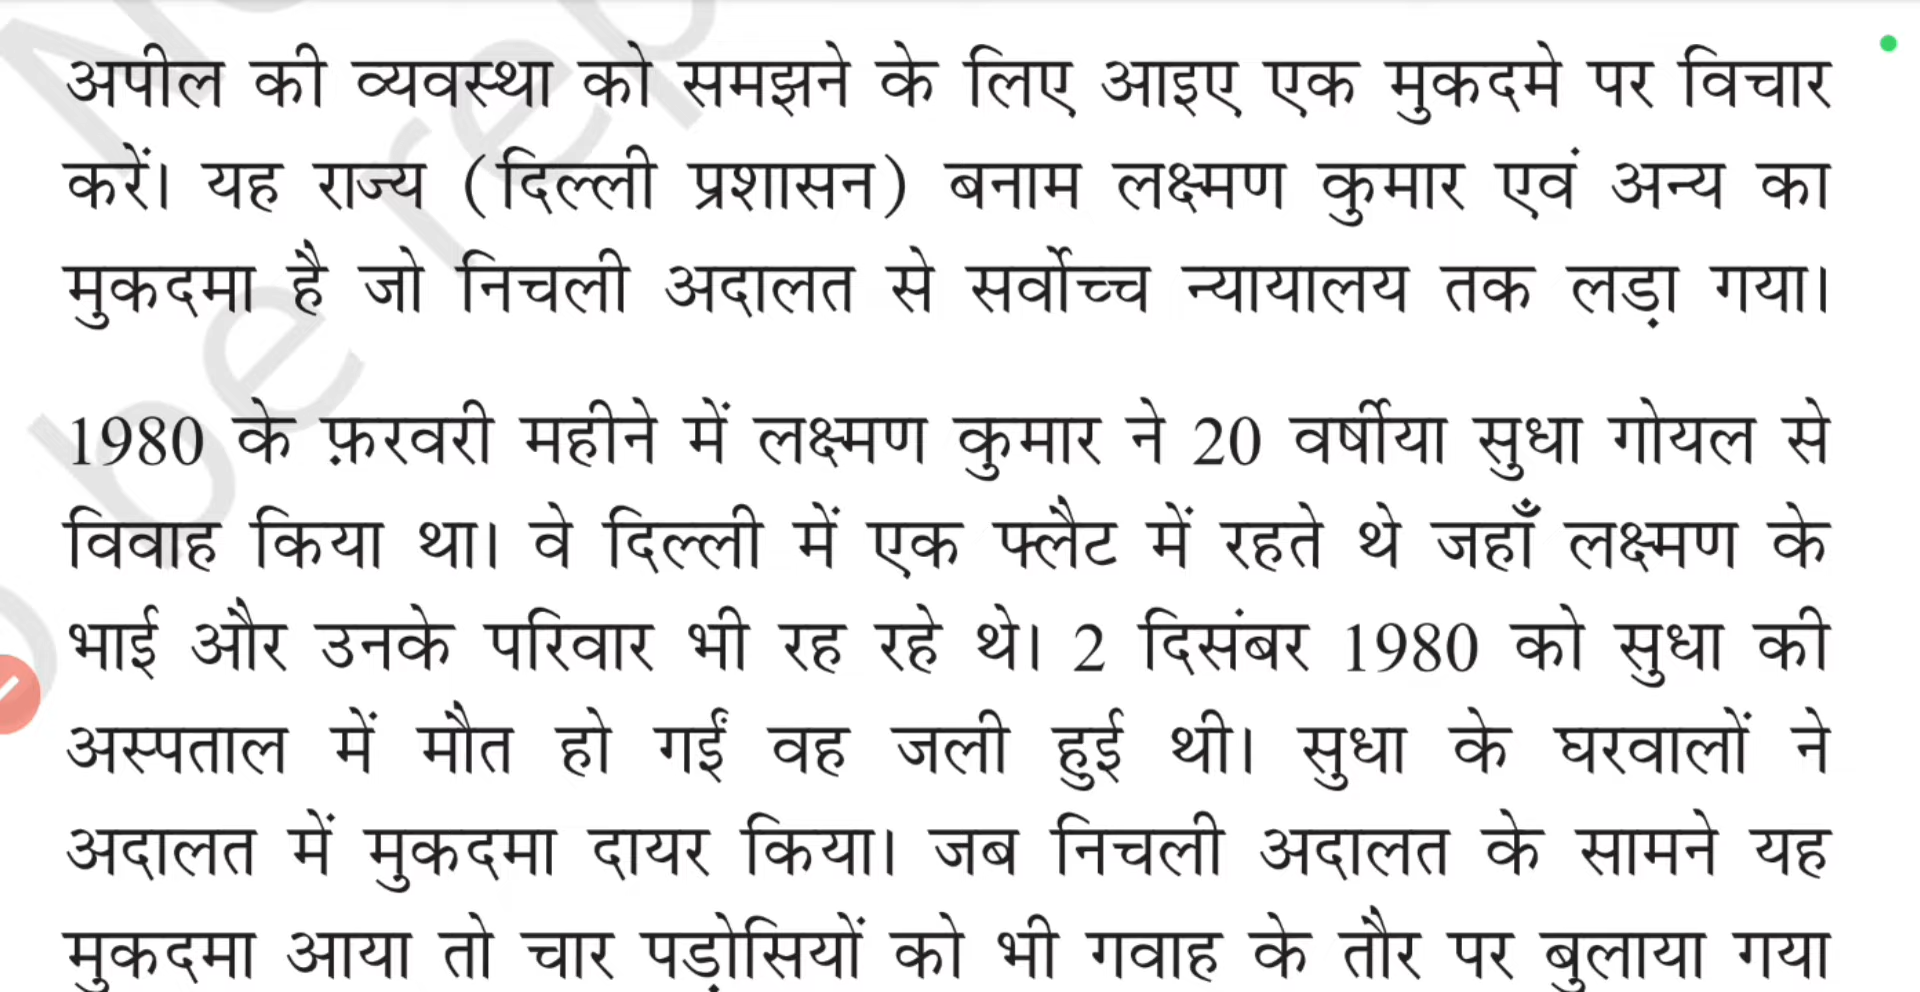 अपील की व्यवस्था को समझने के लिए आइए एक मुकदमे पर विचार
करें। यह राज्य (दिल्ली प्रशासन) बनाम लक्ष्मण कुमार एवं अन्य का
मुकदमा है जो निचली अदालत से सर्वोच्च न्यायालय तक लड़ा गया।
1980 के फ़रवरी महीने में लक्ष्मण कुमार ने 20 वर्षीया सुधा गोयल से
विवाह किया था। वे दिल्ली में एक फ्लैट में रहते थे जहाँ लक्ष्मण के
भाई और उनके परिवार भी रह रहे थे। 2 दिसंबर 1980 को सुधा की
अस्पताल में मौत हो गईं वह जली हुई थी। सुधा के घरवालों ने
अदालत में मुकदमा दायर किया। जब निचली अदालत के सामने यह
मुकदमा आया तो चार पड़ोसियों को भी गवाह के तौर पर बुलाया गया
be rep